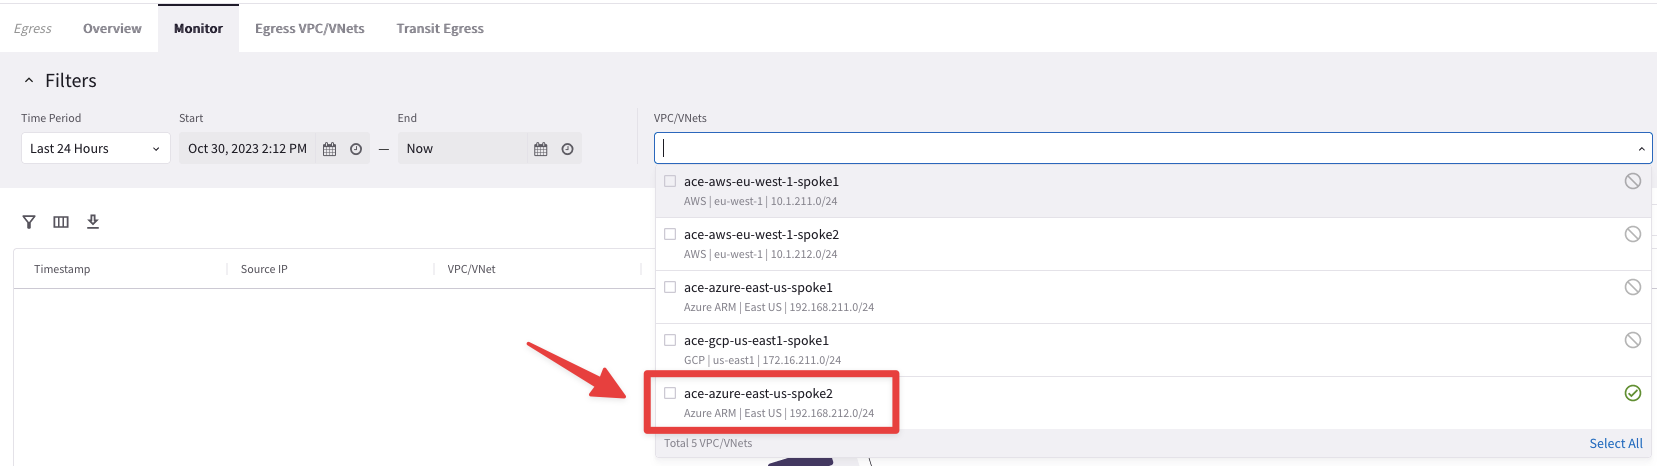 Egress Overview Monitor Egress VPC/VNets Transit Egress
Filters
Time Period Start End VPC/VNets
Last 24 Hours Oct 30, 2023 2:12 PM — Now
ace-aws-eu-west-1-spoke1
AWS | eu-west-1 | 10.1.211.0/24
ace-aws-eu-west-1-spoke2
AWS | eu-west-1 | 10.1.212.0/24
Timestamp Source IP VPC/VNet
ace-azure-east-us-spoke1
Azure ARM | East US | 192.168.211.0/24
ace-gcp-us-east1-spoke1
GCP | us-east1 | 172.16.211.0/24
ace-azure-east-us-spoke2
Azure ARM | East US | 192.168.212.0/24
Total 5 VPC/VNets Select All